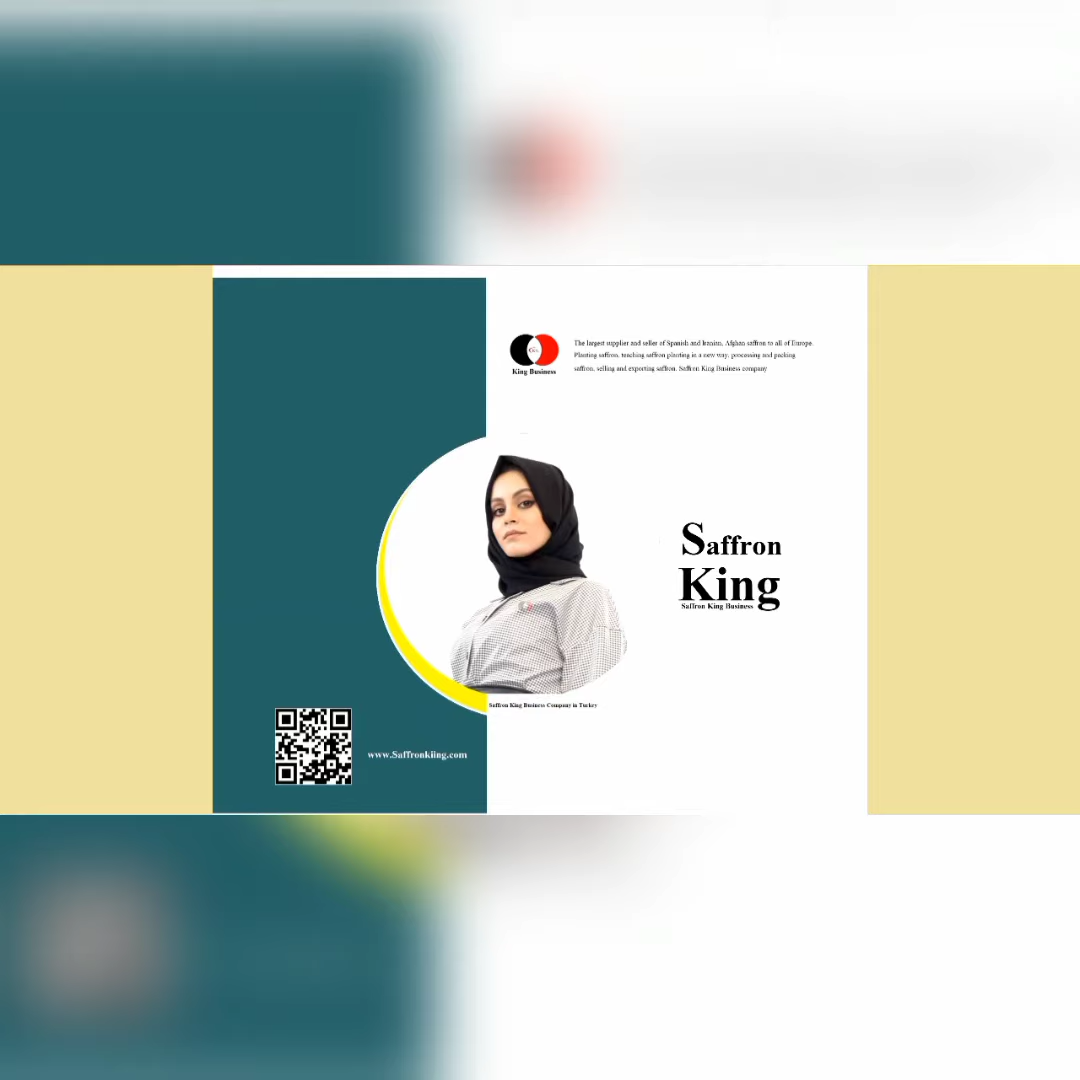 King Business
The largest supplier and seller of Spanish and Iranian, Afghan saffron to all of Europe.
Planting saffron, teaching saffron planting in a new way, processing and packing
saffron, selling and exporting saffron. Saffron King Business company
Saffron
King
Saffron King Business
Saffron King Business Company in Turkey
www.Saffronkiing.com